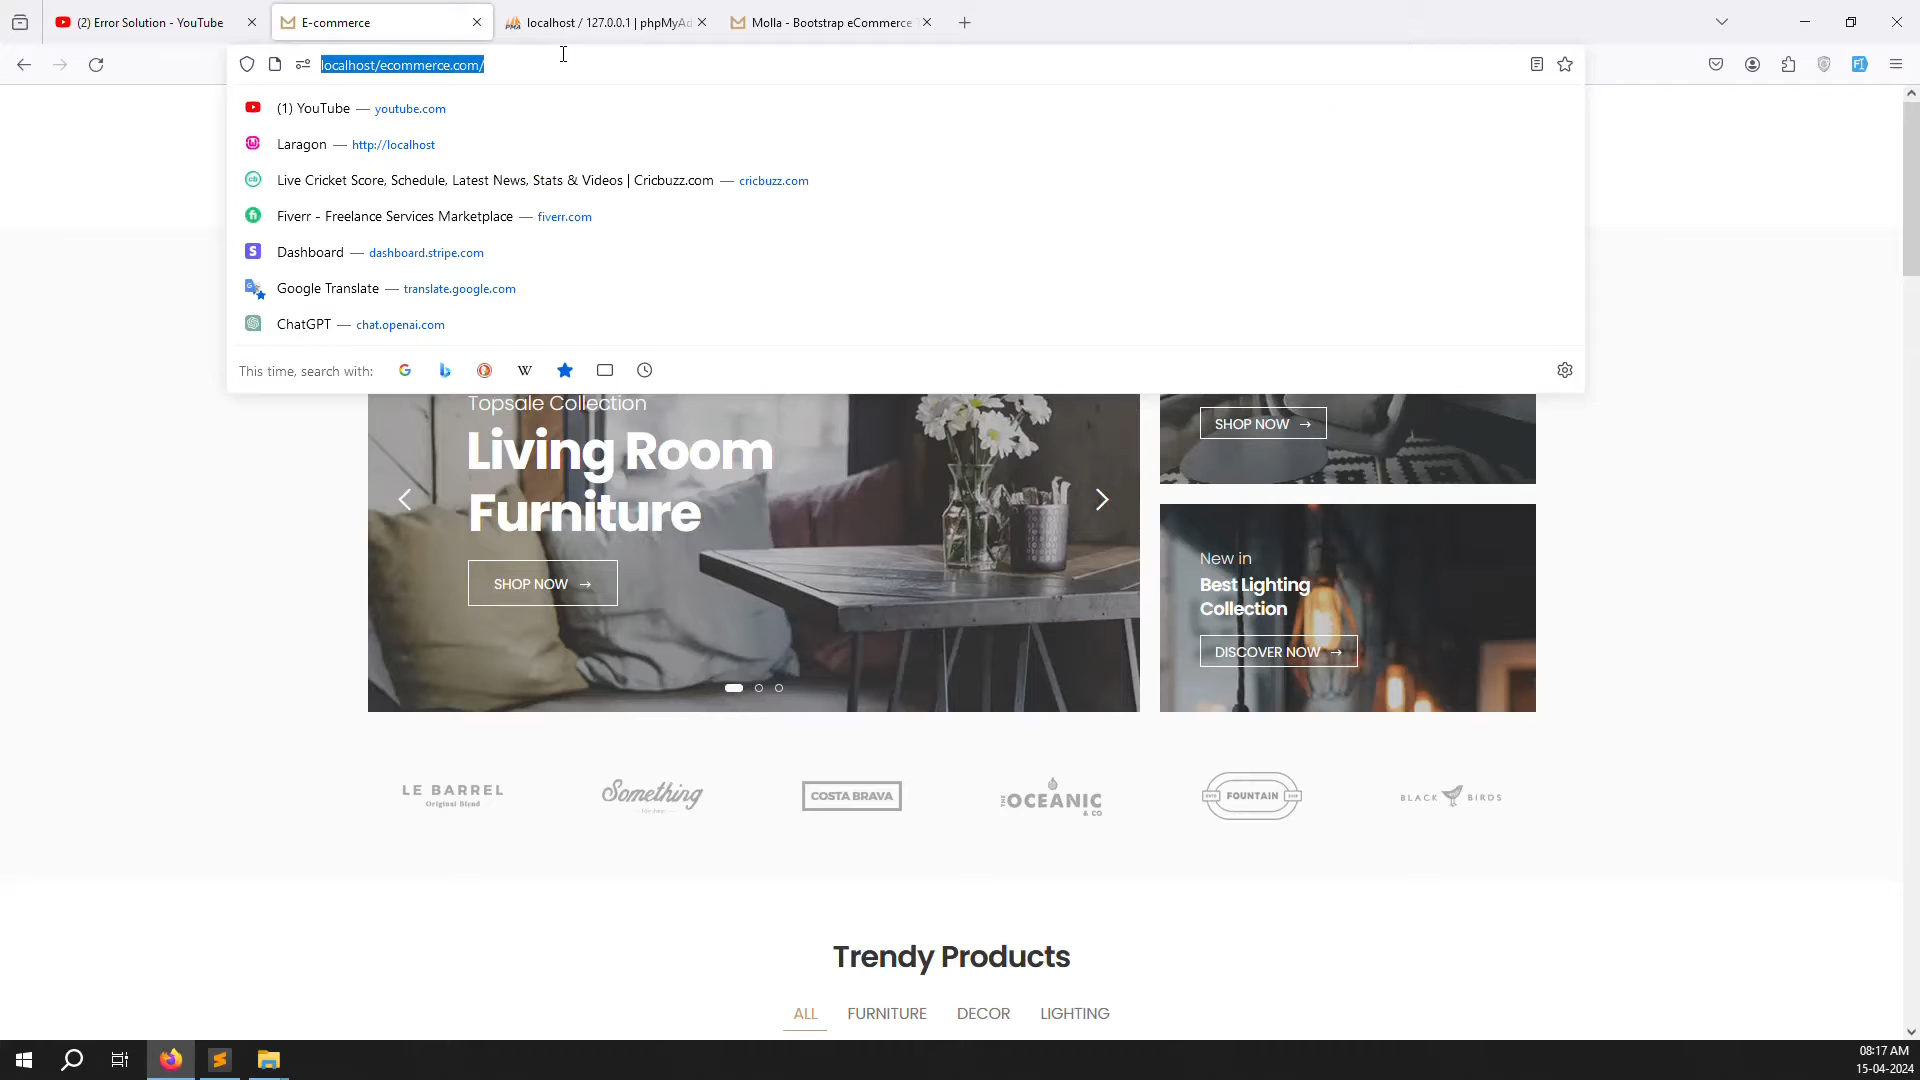 (2) Error Solution - YouTube
E-commerce
localhost / 127.0.0.1 | phpMyAd
Molla - Bootstrap eCommerce
localhost/ecommerce.com/
(1) YouTube — youtube.com
Laragon — http://localhost
Live Cricket Score, Schedule, Latest News, Stats & Videos | Cricbuzz.com — cricbuzz.com
Fiverr - Freelance Services Marketplace — fiverr.com
Dashboard — dashboard.stripe.com
Google Translate — translate.google.com
ChatGPT — chat.openai.com
This time, search with:
Topsale Collection
Living Room
Furniture
SHOP NOW →
SHOP NOW →
New in
Best Lighting
Collection
DISCOVER NOW →
LE BARREL
Original Blend
Something
COSTA BRAVA
THE OCEANIC & CO
FOUNTAIN
BLACK BIRDS
Trendy Products
ALL FURNITURE DECOR LIGHTING
08:17 AM
15-04-2024